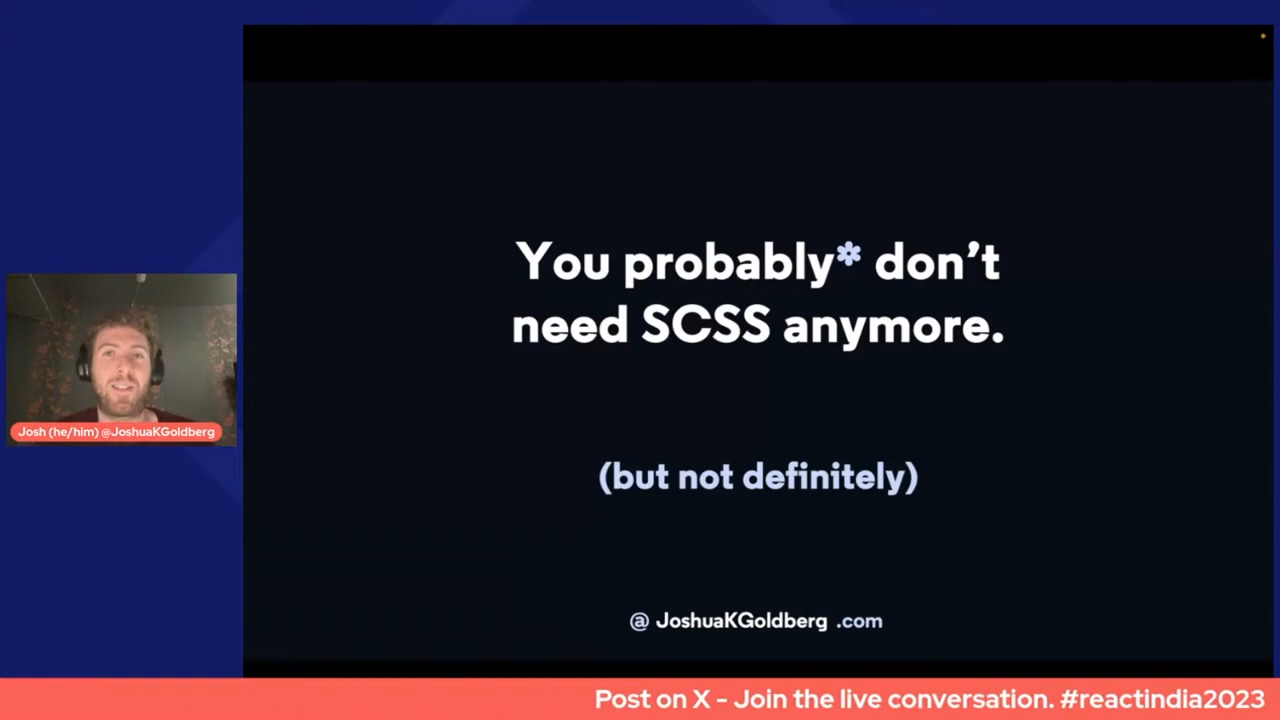 You probably* don’t
need SCSS anymore.
(but not definitely)
@ JoshuaKGoldberg .com
Josh (he/him) @JoshuaKGoldberg
Post on X - Join the live conversation. #reactindia2023